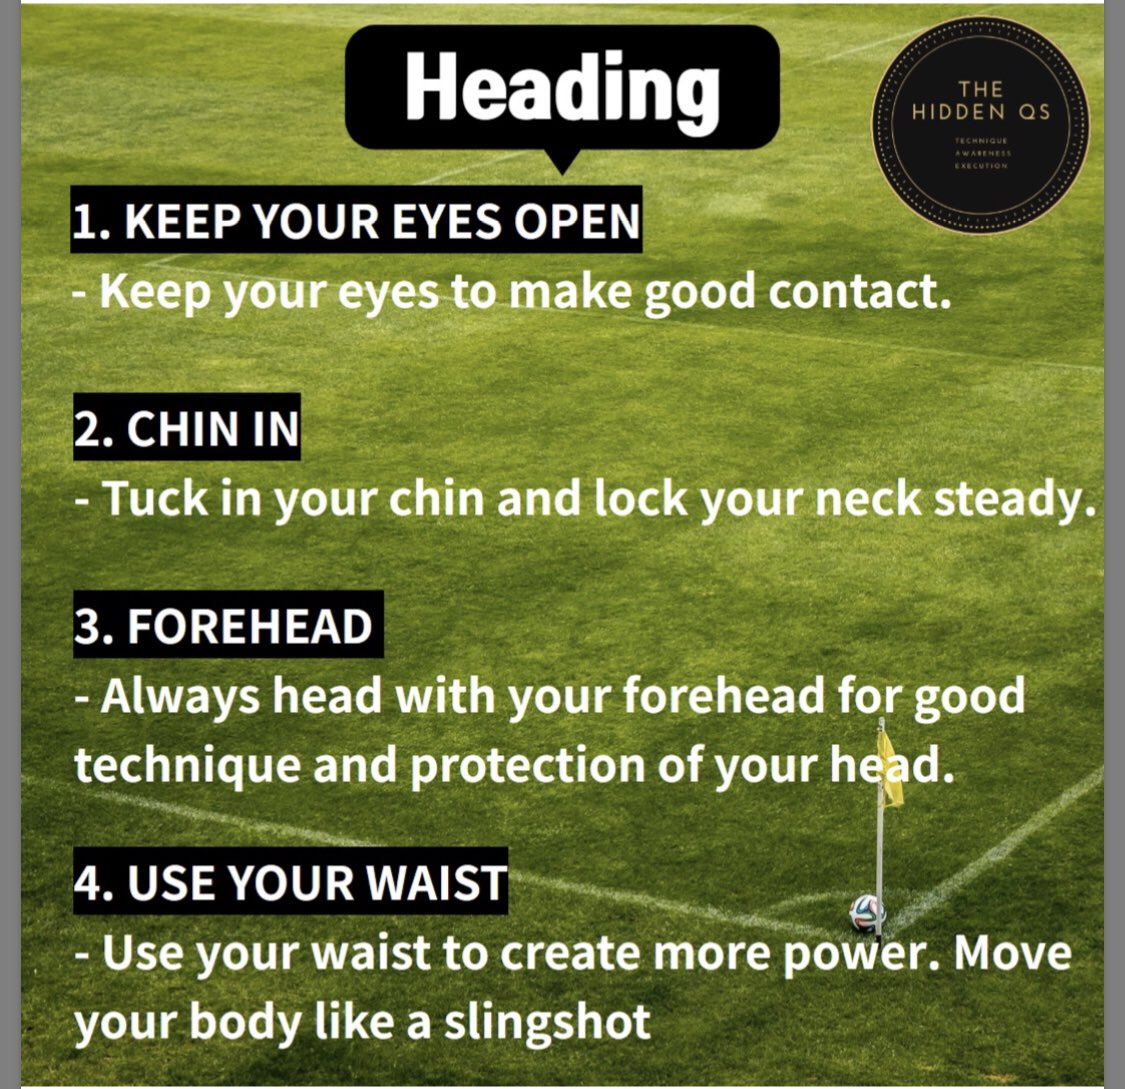 Heading
THE
HIDDEN QS
TECHNIQUE
AWARENESS
EXECUTION
1. KEEP YOUR EYES OPEN
- Keep your eyes to make good contact.
2. CHIN IN
- Tuck in your chin and lock your neck steady.
3. FOREHEAD
- Always head with your forehead for good
technique and protection of your head.
4. USE YOUR WAIST
- Use your waist to create more power. Move
your body like a slingshot